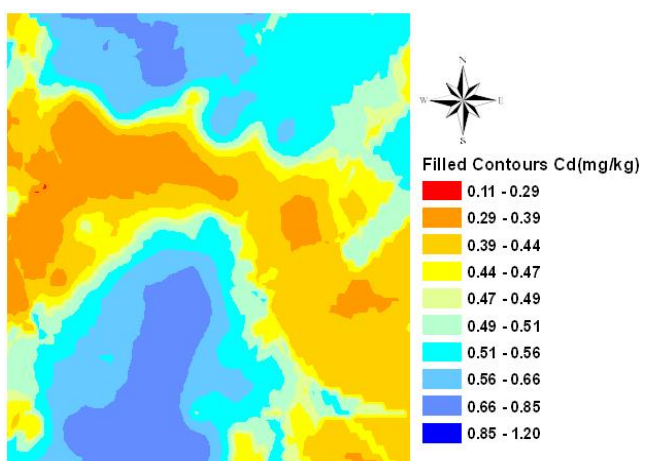 N
W E
S
Filled Contours Cd(mg/kg)
0.11 - 0.29
0.29 - 0.39
0.39 - 0.44
0.44 - 0.47
0.47 - 0.49
0.49 - 0.51
0.51 - 0.56
0.56 - 0.66
0.66 - 0.85
0.85 - 1.20